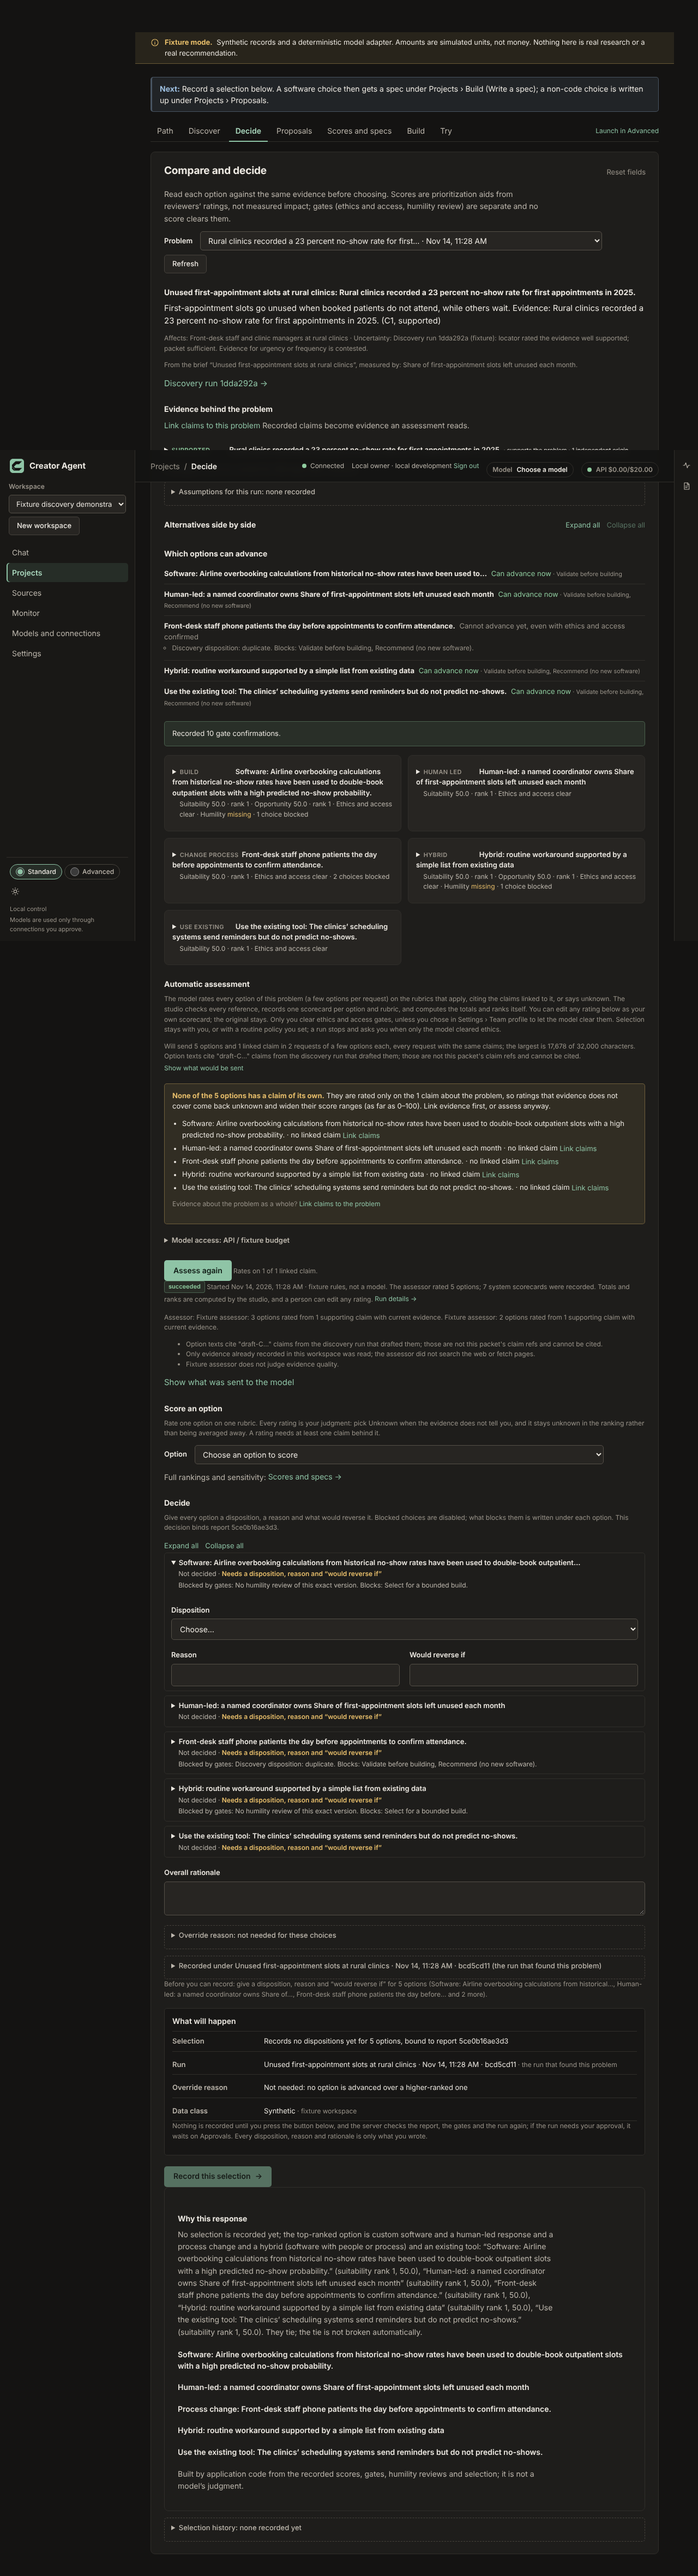 Fixture mode. Synthetic records and a deterministic model adapter. Amounts are simulated units, not money. Nothing here is real research or a
real recommendation.
Next: Record a selection below. A software choice then gets a spec under Projects › Build (Write a spec); a non-code choice is written
up under Projects › Proposals.
Path Discover Decide Proposals Scores and specs Build Try Launch in Advanced
Compare and decide Reset fields
Read each option against the same evidence before choosing. Scores are prioritization aids from
reviewers' ratings, not measured impact; gates (ethics and access, humility review) are separate and no
score clears them.
Problem Rural clinics recorded a 23 percent no-show rate for first... · Nov 14, 11:28 AM
Refresh
Unused first-appointment slots at rural clinics: Rural clinics recorded a 23 percent no-show rate for first appointments in 2025.
First-appointment slots go unused when booked patients do not attend, while others wait. Evidence: Rural clinics recorded a
23 percent no-show rate for first appointments in 2025. (C1, supported)
Affects: Front-desk staff and clinic managers at rural clinics · Uncertainty: Discovery run 1dda292a (fixture): locator rated the evidence well supported;
packet sufficient. Evidence for urgency or frequency is contested.
From the brief "Unused first-appointment slots at rural clinics", measured by: Share of first-appointment slots left unused each month.
Discovery run 1dda292a →
Evidence behind the problem
Link claims to this problem Recorded claims become evidence an assessment reads.
Creator Agent
Workspace
Fixture discovery demonstra
New workspace
Chat
Projects
Sources
Monitor
Models and connections
Settings
Standard Advanced
Local control
Models are used only through
connections you approve.
Projects / Decide Connected Local owner · local development Sign out Model Choose a model API $0.00/$20.00
Assumptions for this run: none recorded
Alternatives side by side Expand all Collapse all
Which options can advance
Software: Airline overbooking calculations from historical no-show rates have been used to... Can advance now · Validate before building
Human-led: a named coordinator owns Share of first-appointment slots left unused each month Can advance now · Validate before building,
Recommend (no new software)
Front-desk staff phone patients the day before appointments to confirm attendance. Cannot advance yet, even with ethics and access
confirmed
Discovery disposition: duplicate. Blocks: Validate before building, Recommend (no new software).
Hybrid: routine workaround supported by a simple list from existing data Can advance now · Validate before building, Recommend (no new software)
Use the existing tool: The clinics' scheduling systems send reminders but do not predict no-shows. Can advance now · Validate before building,
Recommend (no new software)
Recorded 10 gate confirmations.
BUILD Software: Airline overbooking calculations
from historical no-show rates have been used to double-book
outpatient slots with a high predicted no-show probability.
Suitability 50.0 · rank 1 · Opportunity 50.0 · rank 1 · Ethics and access
clear · Humility missing · 1 choice blocked
HUMAN LED Human-led: a named coordinator owns Share
of first-appointment slots left unused each month
Suitability 50.0 · rank 1 · Ethics and access clear
CHANGE PROCESS Front-desk staff phone patients the day
before appointments to confirm attendance.
Suitability 50.0 · rank 1 · Ethics and access clear · 2 choices blocked
HYBRID Hybrid: routine workaround supported by a
simple list from existing data
Suitability 50.0 · rank 1 · Opportunity 50.0 · rank 1 · Ethics and access
clear · Humility missing · 1 choice blocked
USE EXISTING Use the existing tool: The clinics' scheduling
systems send reminders but do not predict no-shows.
Suitability 50.0 · rank 1 · Ethics and access clear
Automatic assessment
The model rates every option of this problem (a few options per request) on the rubrics that apply, citing the claims linked to it, or says unknown. The
studio checks every reference, records one scorecard per option and rubric, and computes the totals and ranks itself. You can edit any rating below as your
own scorecard; the original stays. Only you clear ethics and access gates, unless you chose in Settings › Team profile to let the model clear them. Selection
stays with you, or with a routine policy you set; a run stops and asks you when only the model cleared ethics.
Will send 5 options and 1 linked claim in 2 requests of a few options each, every request with the same claims; the largest is 17,678 of 32,000 characters.
Option texts cite "draft-C..." claims from the discovery run that drafted them; those are not this packet's claim refs and cannot be cited.
Show what would be sent
None of the 5 options has a claim of its own. They are rated only on the 1 claim about the problem, so ratings that evidence does not
cover come back unknown and widen their score ranges (as far as 0–100). Link evidence first, or assess anyway.
Software: Airline overbooking calculations from historical no-show rates have been used to double-book outpatient slots with a high
predicted no-show probability. · no linked claim Link claims
Human-led: a named coordinator owns Share of first-appointment slots left unused each month · no linked claim Link claims
Front-desk staff phone patients the day before appointments to confirm attendance. · no linked claim Link claims
Hybrid: routine workaround supported by a simple list from existing data · no linked claim Link claims
Use the existing tool: The clinics' scheduling systems send reminders but do not predict no-shows. · no linked claim Link claims
Evidence about the problem as a whole? Link claims to the problem
Model access: API / fixture budget
Assess again Rates on 1 of 1 linked claim.
succeeded Started Nov 14, 2026, 11:28 AM · fixture rules, not a model. The assessor rated 5 options; 7 system scorecards were recorded. Totals and
ranks are computed by the studio, and a person can edit any rating. Run details →
Assessor: Fixture assessor: 3 options rated from 1 supporting claim with current evidence. Fixture assessor: 2 options rated from 1 supporting claim with
current evidence.
Option texts cite "draft-C..." claims from the discovery run that drafted them; those are not this packet's claim refs and cannot be cited.
Only evidence already recorded in this workspace was read; the assessor did not search the web or fetch pages.
Fixture assessor does not judge evidence quality.
Show what was sent to the model
Score an option
Rate one option on one rubric. Every rating is your judgment: pick Unknown when the evidence does not tell you, and it stays unknown in the ranking rather
than being averaged away. A rating needs at least one claim behind it.
Option Choose an option to score
Full rankings and sensitivity: Scores and specs →
Decide
Give every option a disposition, a reason and what would reverse it. Blocked choices are disabled; what blocks them is written under each option. This
decision binds report 5ce0b16ae3d3.
Expand all Collapse all
Software: Airline overbooking calculations from historical no-show rates have been used to double-book outpatient...
Not decided · Needs a disposition, reason and "would reverse if"
Blocked by gates: No humility review of this exact version. Blocks: Select for a bounded build.
Disposition
Choose...
Reason Would reverse if
Human-led: a named coordinator owns Share of first-appointment slots left unused each month
Not decided · Needs a disposition, reason and "would reverse if"
Front-desk staff phone patients the day before appointments to confirm attendance.
Not decided · Needs a disposition, reason and "would reverse if"
Blocked by gates: Discovery disposition: duplicate. Blocks: Validate before building, Recommend (no new software).
Hybrid: routine workaround supported by a simple list from existing data
Not decided · Needs a disposition, reason and "would reverse if"
Blocked by gates: No humility review of this exact version. Blocks: Select for a bounded build.
Use the existing tool: The clinics' scheduling systems send reminders but do not predict no-shows.
Not decided · Needs a disposition, reason and "would reverse if"
Overall rationale
Override reason: not needed for these choices
Recorded under Unused first-appointment slots at rural clinics · Nov 14, 11:28 AM · bcd5cd11 (the run that found this problem)
Before you can record: give a disposition, reason and "would reverse if" for 5 options (Software: Airline overbooking calculations from historical..., Human-
led: a named coordinator owns Share of..., Front-desk staff phone patients the day before... and 2 more).
What will happen
Selection Records no dispositions yet for 5 options, bound to report 5ce0b16ae3d3
Run Unused first-appointment slots at rural clinics · Nov 14, 11:28 AM · bcd5cd11 · the run that found this problem
Override reason Not needed: no option is advanced over a higher-ranked one
Data class Synthetic · fixture workspace
Nothing is recorded until you press the button below, and the server checks the report, the gates and the run again; if the run needs your approval, it
waits on Approvals. Every disposition, reason and rationale is only what you wrote.
Record this selection →
Why this response
No selection is recorded yet; the top-ranked option is custom software and a human-led response and a
process change and a hybrid (software with people or process) and an existing tool: "Software: Airline
overbooking calculations from historical no-show rates have been used to double-book outpatient slots
with a high predicted no-show probability." (suitability rank 1, 50.0), "Human-led: a named coordinator
owns Share of first-appointment slots left unused each month" (suitability rank 1, 50.0), "Front-desk
staff phone patients the day before appointments to confirm attendance." (suitability rank 1, 50.0),
"Hybrid: routine workaround supported by a simple list from existing data" (suitability rank 1, 50.0), "Use
the existing tool: The clinics' scheduling systems send reminders but do not predict no-shows."
(suitability rank 1, 50.0). They tie; the tie is not broken automatically.
Software: Airline overbooking calculations from historical no-show rates have been used to double-book outpatient slots
with a high predicted no-show probability.
Human-led: a named coordinator owns Share of first-appointment slots left unused each month
Process change: Front-desk staff phone patients the day before appointments to confirm attendance.
Hybrid: routine workaround supported by a simple list from existing data
Use the existing tool: The clinics' scheduling systems send reminders but do not predict no-shows.
Built by application code from the recorded scores, gates, humility reviews and selection; it is not a
model's judgment.
Selection history: none recorded yet